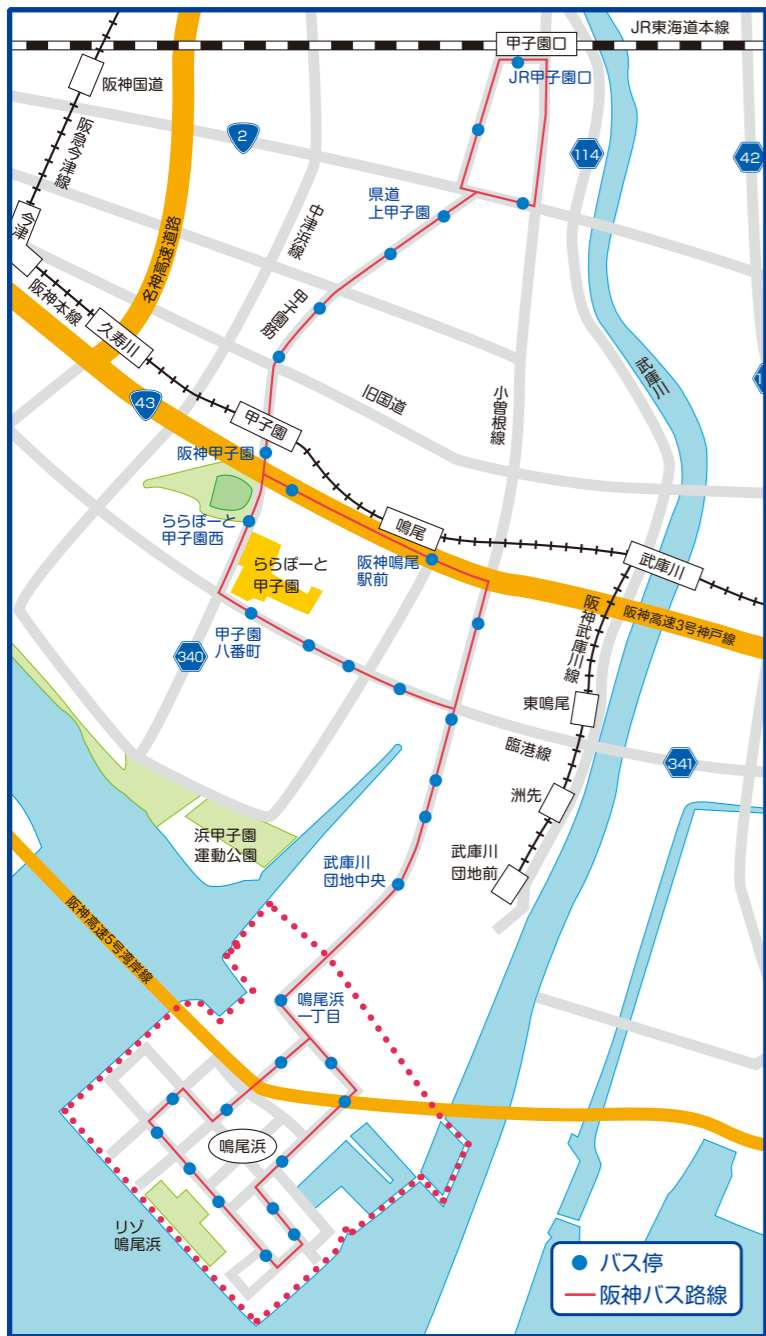 JR東海道本線
甲子園口
JR甲子園口
阪神国道
2
114
42
阪急今津線
県道
上甲子園
中津浜線
今津
名神高速道路
阪神本線
甲子園筋
武庫川
久寿川
旧国道
小曽根線
1
43
甲子園
阪神甲子園
鳴尾
ららぽーと
甲子園西
ららぽーと
甲子園
阪神鳴尾
駅前
武庫川
阪神高速3号神戸線
阪神武庫川線
甲子園
八番町
340
東鳴尾
臨港線
341
洲先
浜甲子園
運動公園
武庫川
団地中央
武庫川
団地前
阪神高速5号湾岸線
鳴尾浜
一丁目
鳴尾浜
リゾ
鳴尾浜
バス停
阪神バス路線